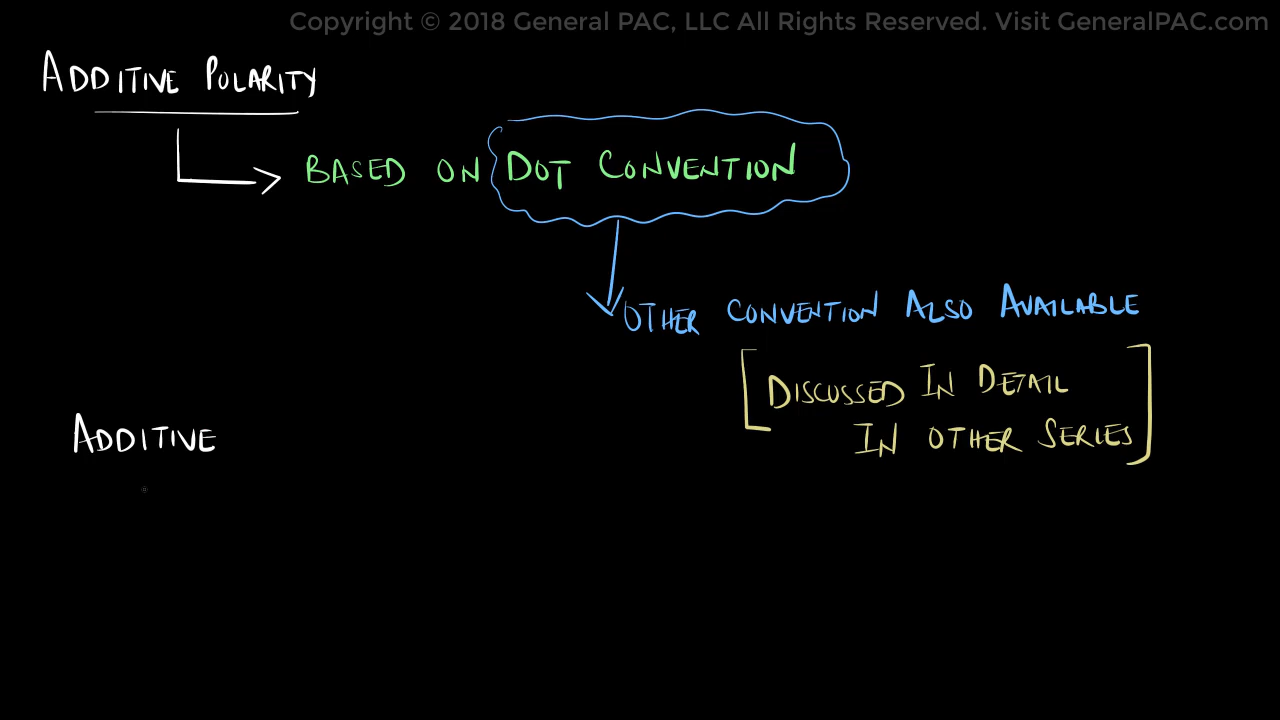 Copyright © 2018 General PAC, LLC All Rights Reserved. Visit GeneralPAC.com
ADDITIVE POLARITY
BASED ON DOT CONVENTION
OTHER CONVENTION ALSO AVAILABLE
[DISCUSSED IN DETAIL
IN OTHER SERIES]
ADDITIVE